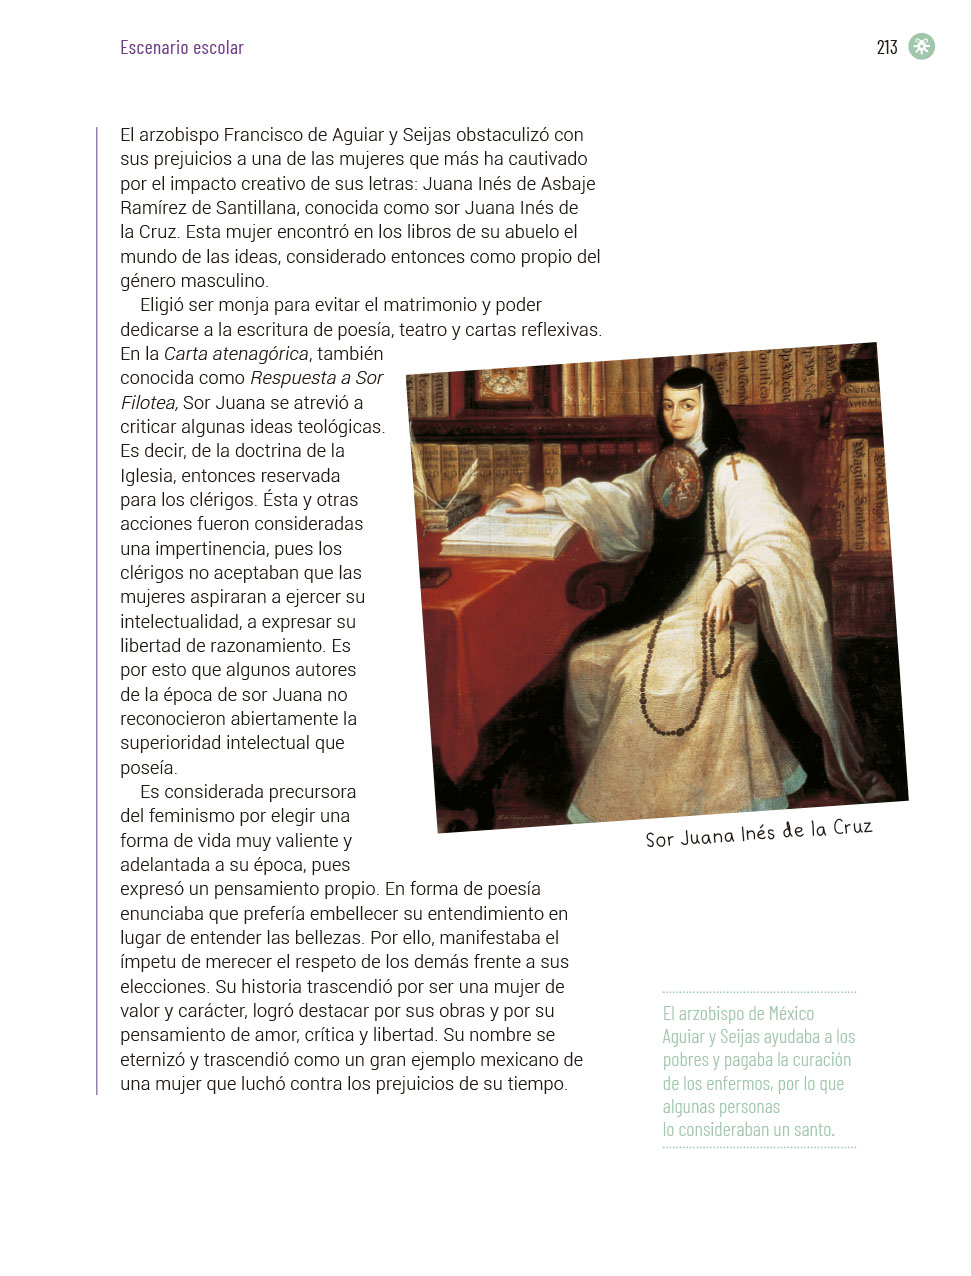 Escenario escolar
213
El arzobispo Francisco de Aguiar y Seijas obstaculizó con
sus prejuicios a una de las mujeres que más ha cautivado
por el impacto creativo de sus letras: Juana Inés de Asbaje
Ramírez de Santillana, conocida como sor Juana Inés de
la Cruz. Esta mujer encontró en los libros de su abuelo el
mundo de las ideas, considerado entonces como propio del
género masculino.
Eligió ser monja para evitar el matrimonio y poder
dedicarse a la escritura de poesía, teatro y cartas reflexivas.
En la Carta atenagórica, también
conocida como Respuesta a Sor
Filotea, Sor Juana se atrevió a
criticar algunas ideas teológicas.
Es decir, de la doctrina de la
Iglesia, entonces reservada
para los clérigos. Ésta y otras
acciones fueron consideradas
una impertinencia, pues los
clérigos no aceptaban que las
mujeres aspiraran a ejercer su
intelectualidad, a expresar su
libertad de razonamiento. Es
por esto que algunos autores
de la época de sor Juana no
reconocieron abiertamente la
superioridad intelectual que
poseía.
Es considerada precursora
del feminismo por elegir una
forma de vida muy valiente y
adelantada a su época, pues
expresó un pensamiento propio. En forma de poesía
enunciaba que prefería embellecer su entendimiento en
lugar de entender las bellezas. Por ello, manifestaba el
ímpetu de merecer el respeto de los demás frente a sus
elecciones. Su historia trascendió por ser una mujer de
valor y carácter, logró destacar por sus obras y por su
pensamiento de amor, crítica y libertad. Su nombre se
eternizó y trascendió como un gran ejemplo mexicano de
una mujer que luchó contra los prejuicios de su tiempo.
Sor Juana Inés de la Cruz
El arzobispo de México
Aguiar y Seijas ayudaba a los
pobres y pagaba la curación
de los enfermos, por lo que
algunas personas
lo consideraban un santo.